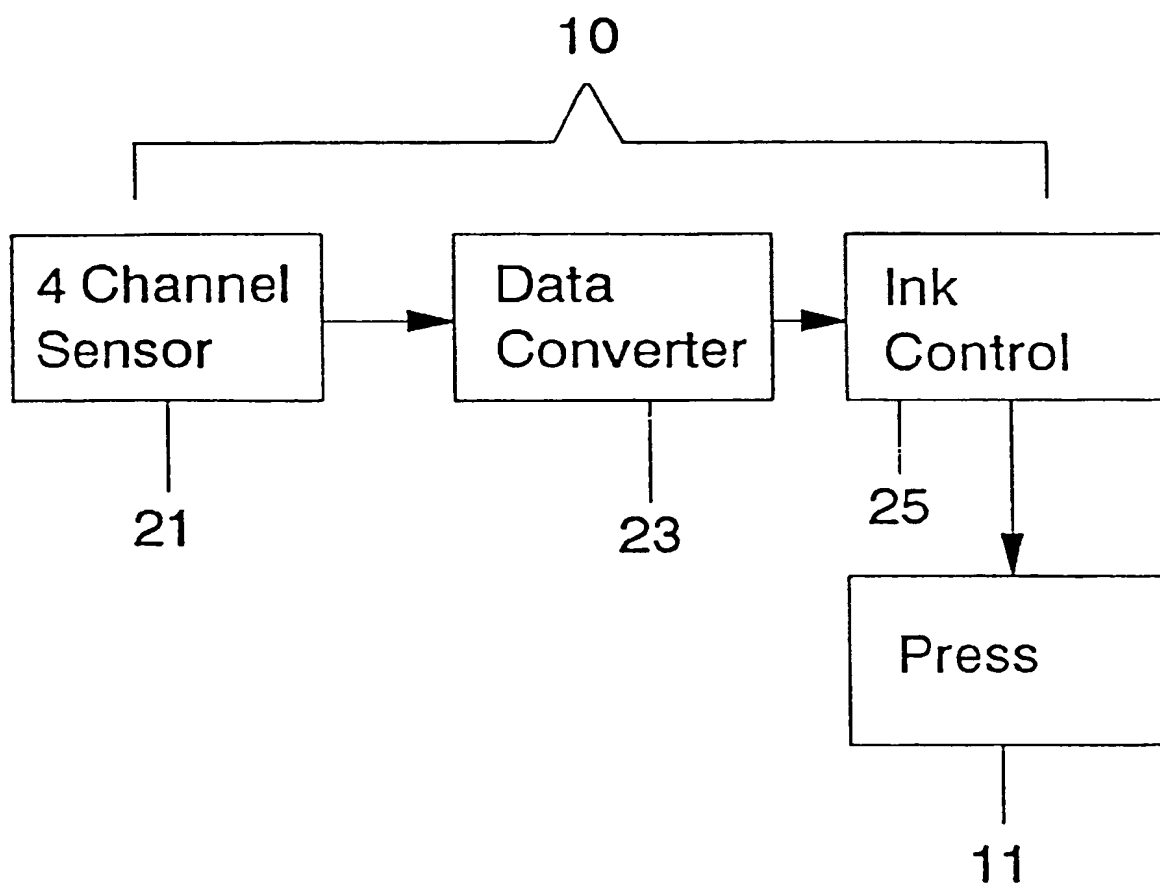 10
4 Channel
Sensor
Data
Converter
Ink
Control
21
23
25
Press
11